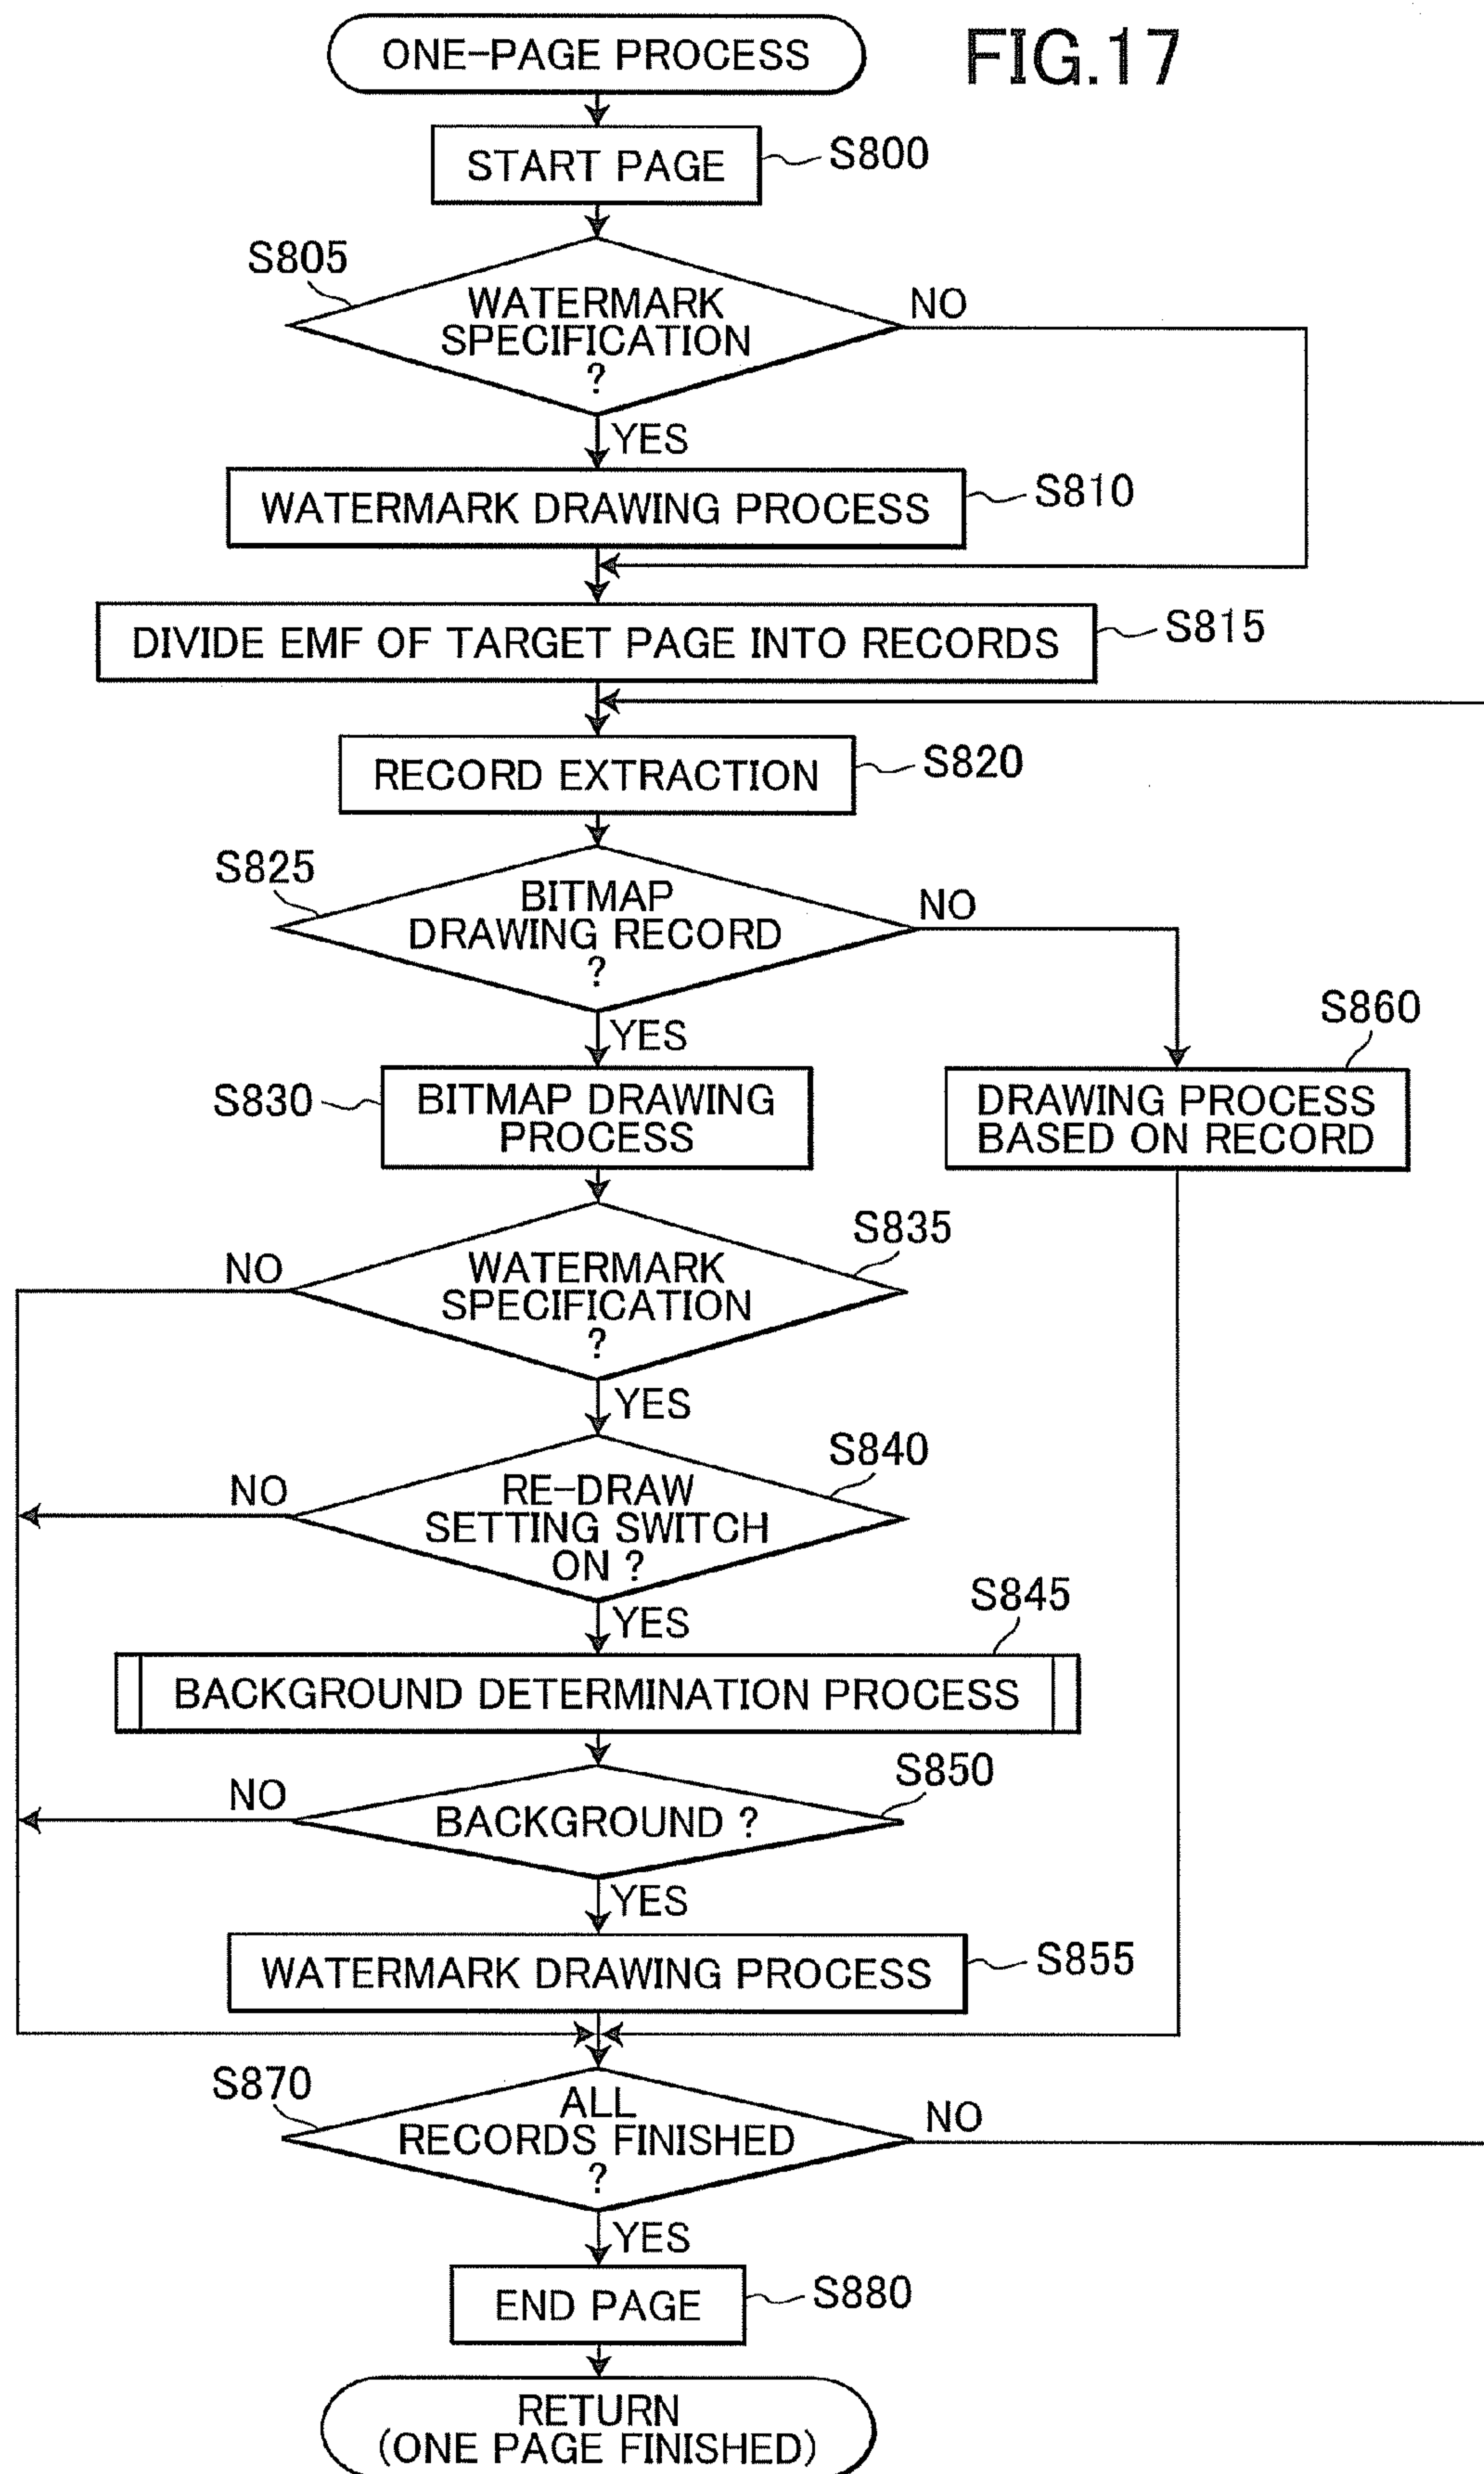 ONE-PAGE PROCESS
FIG.17
START PAGE
S800
S805
WATERMARK
SPECIFICATION
?
NO
YES
WATERMARK DRAWING PROCESS
S810
DIVIDE EMF OF TARGET PAGE INTO RECORDS
S815
RECORD EXTRACTION
S820
S825
BITMAP
DRAWING RECORD
?
NO
YES
S830
BITMAP DRAWING
PROCESS
S860
DRAWING PROCESS
BASED ON RECORD
S835
NO
WATERMARK
SPECIFICATION
?
YES
S840
NO
RE-DRAW
SETTING SWITCH
ON ?
YES
S845
BACKGROUND DETERMINATION PROCESS
S850
NO
BACKGROUND ?
YES
WATERMARK DRAWING PROCESS
S855
S870
ALL
RECORDS FINISHED
?
NO
YES
END PAGE
S880
RETURN
(ONE PAGE FINISHED)